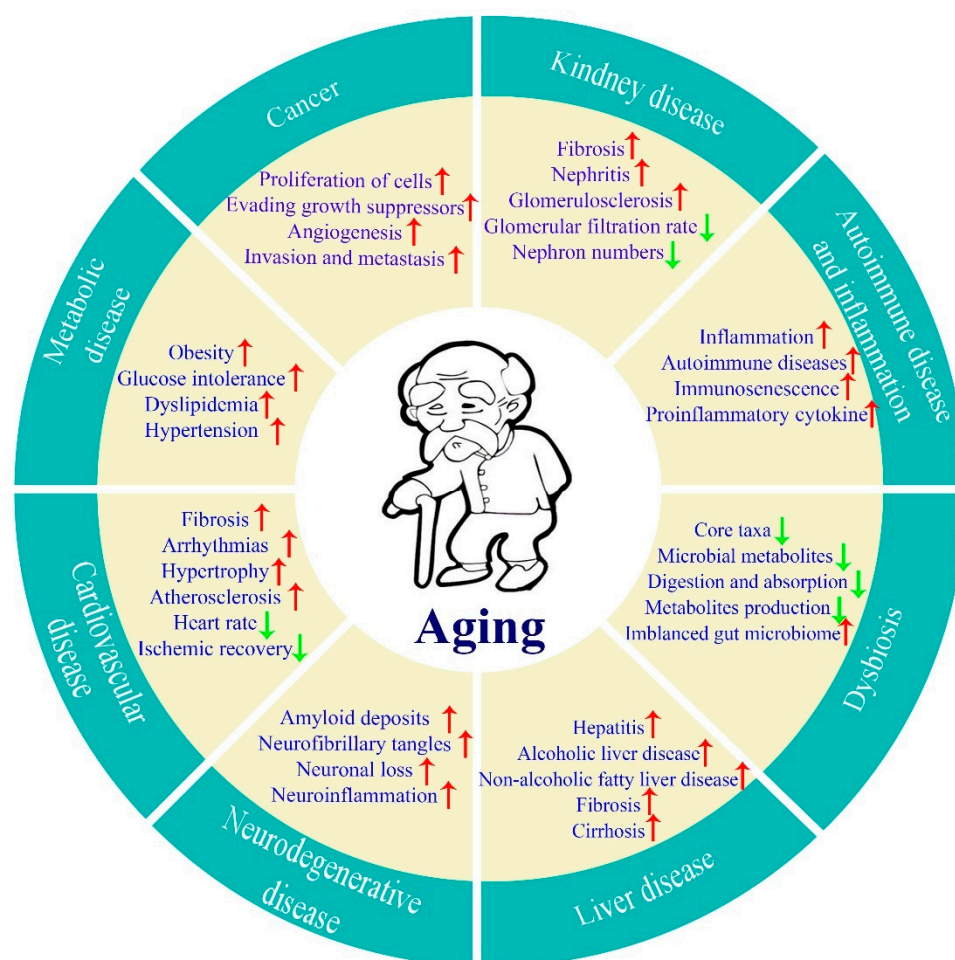 Cancer
Proliferation of cells ↑
Evading growth suppressors ↑
Angiogenesis ↑
Invasion and metastasis ↑
Kindney disease
Fibrosis ↑
Nephritis ↑
Glomerulosclerosis ↑
Glomerular filtration rate ↓
Nephron numbers ↓
Autoimmune disease
and inflammation
Inflammation ↑
Autoimmune diseases ↑
Immunosenescence ↑
Proinflammatory cytokine ↑
Dysbiosis
Core taxa ↓
Microbial metabolites ↓
Digestion and absorption ↓
Metabolites production ↓
Imblanced gut microbiome ↑
Liver disease
Hepatitis ↑
Alcoholic liver disease ↑
Non-alcoholic fatty liver disease ↑
Fibrosis ↑
Cirrhosis ↑
Neurodegenerative
disease
Amyloid deposits ↑
Neurofibrillary tangles ↑
Neuronal loss ↑
Neuroinflammation ↑
Cardiovascular
disease
Fibrosis ↑
Arrhythmias ↑
Hypertrophy ↑
Atherosclerosis ↑
Heart rate ↓
Ischemic recovery ↓
Metabolic
disease
Obesity ↑
Glucose intolerance ↑
Dyslipidemia ↑
Hypertension ↑
Aging